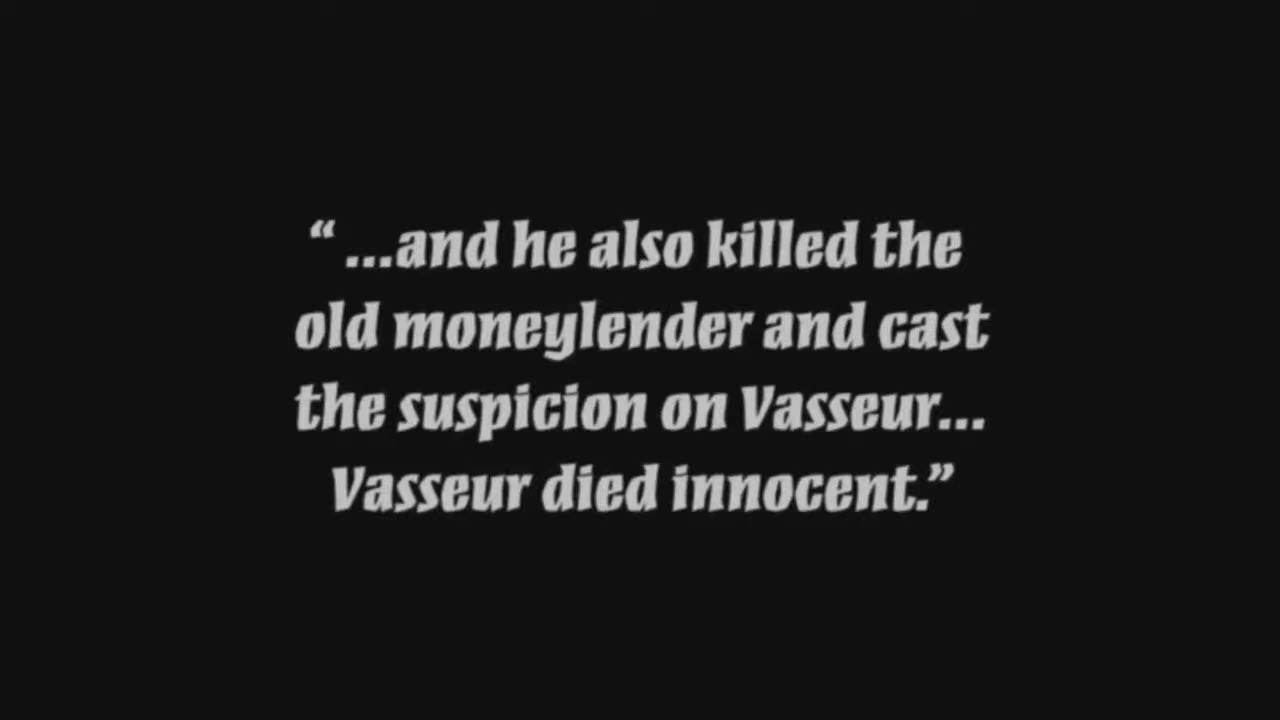 “ ...and he also killed the
old moneylender and cast
the suspicion on Vasseur...
Vasseur died innocent.”